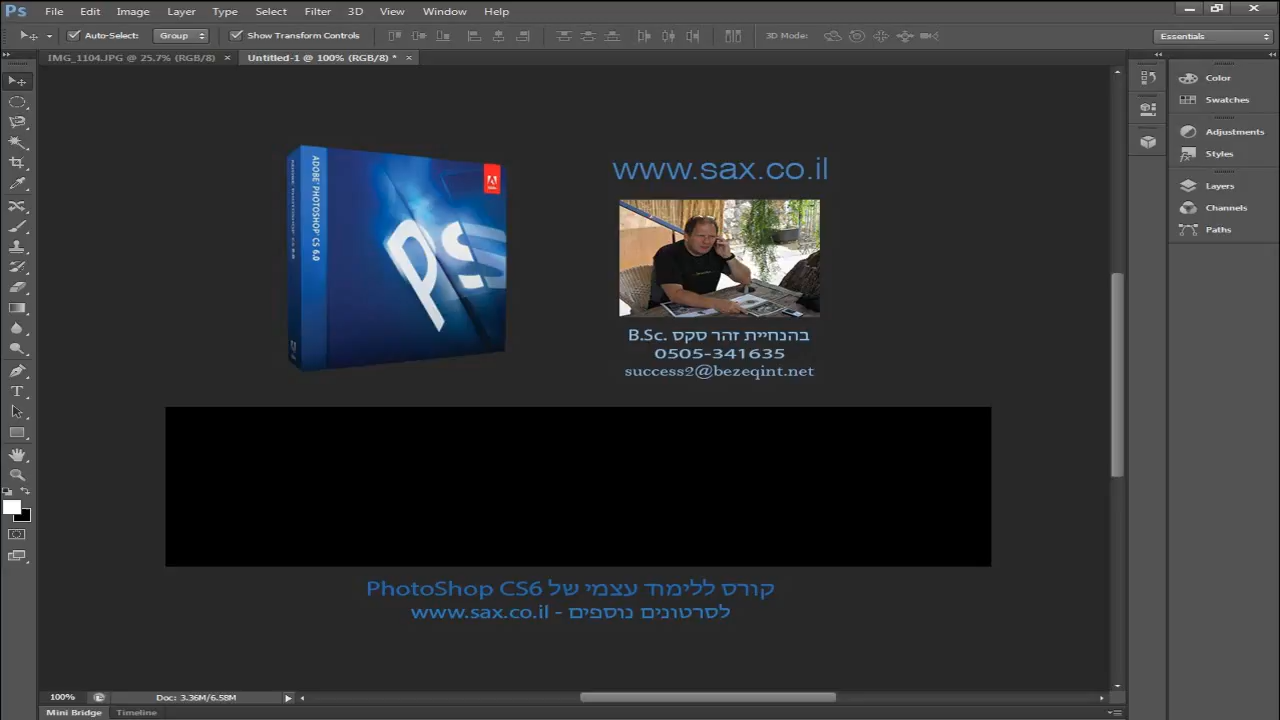 Ps File Edit Image Layer Type Select Filter 3D View Window Help
Auto-Select: Group Show Transform Controls 3D Mode: Essentials
IMG_1104.JPG @ 25.7% (RGB/8) × Untitled-1 @ 100% (RGB/8) * ×
Color
Swatches
Adjustments
Styles
Layers
Channels
Paths
ADOBE® PHOTOSHOP® CS 6.0
Ps
www.sax.co.il
בהנחיית זהר סקס B.Sc.
0505-341635
success2@bezeqint.net
קורס ללימוד עצמי של PhotoShop CS6
לסרטונים נוספים - www.sax.co.il
100% Doc: 3.36M/6.58M
Mini Bridge Timeline